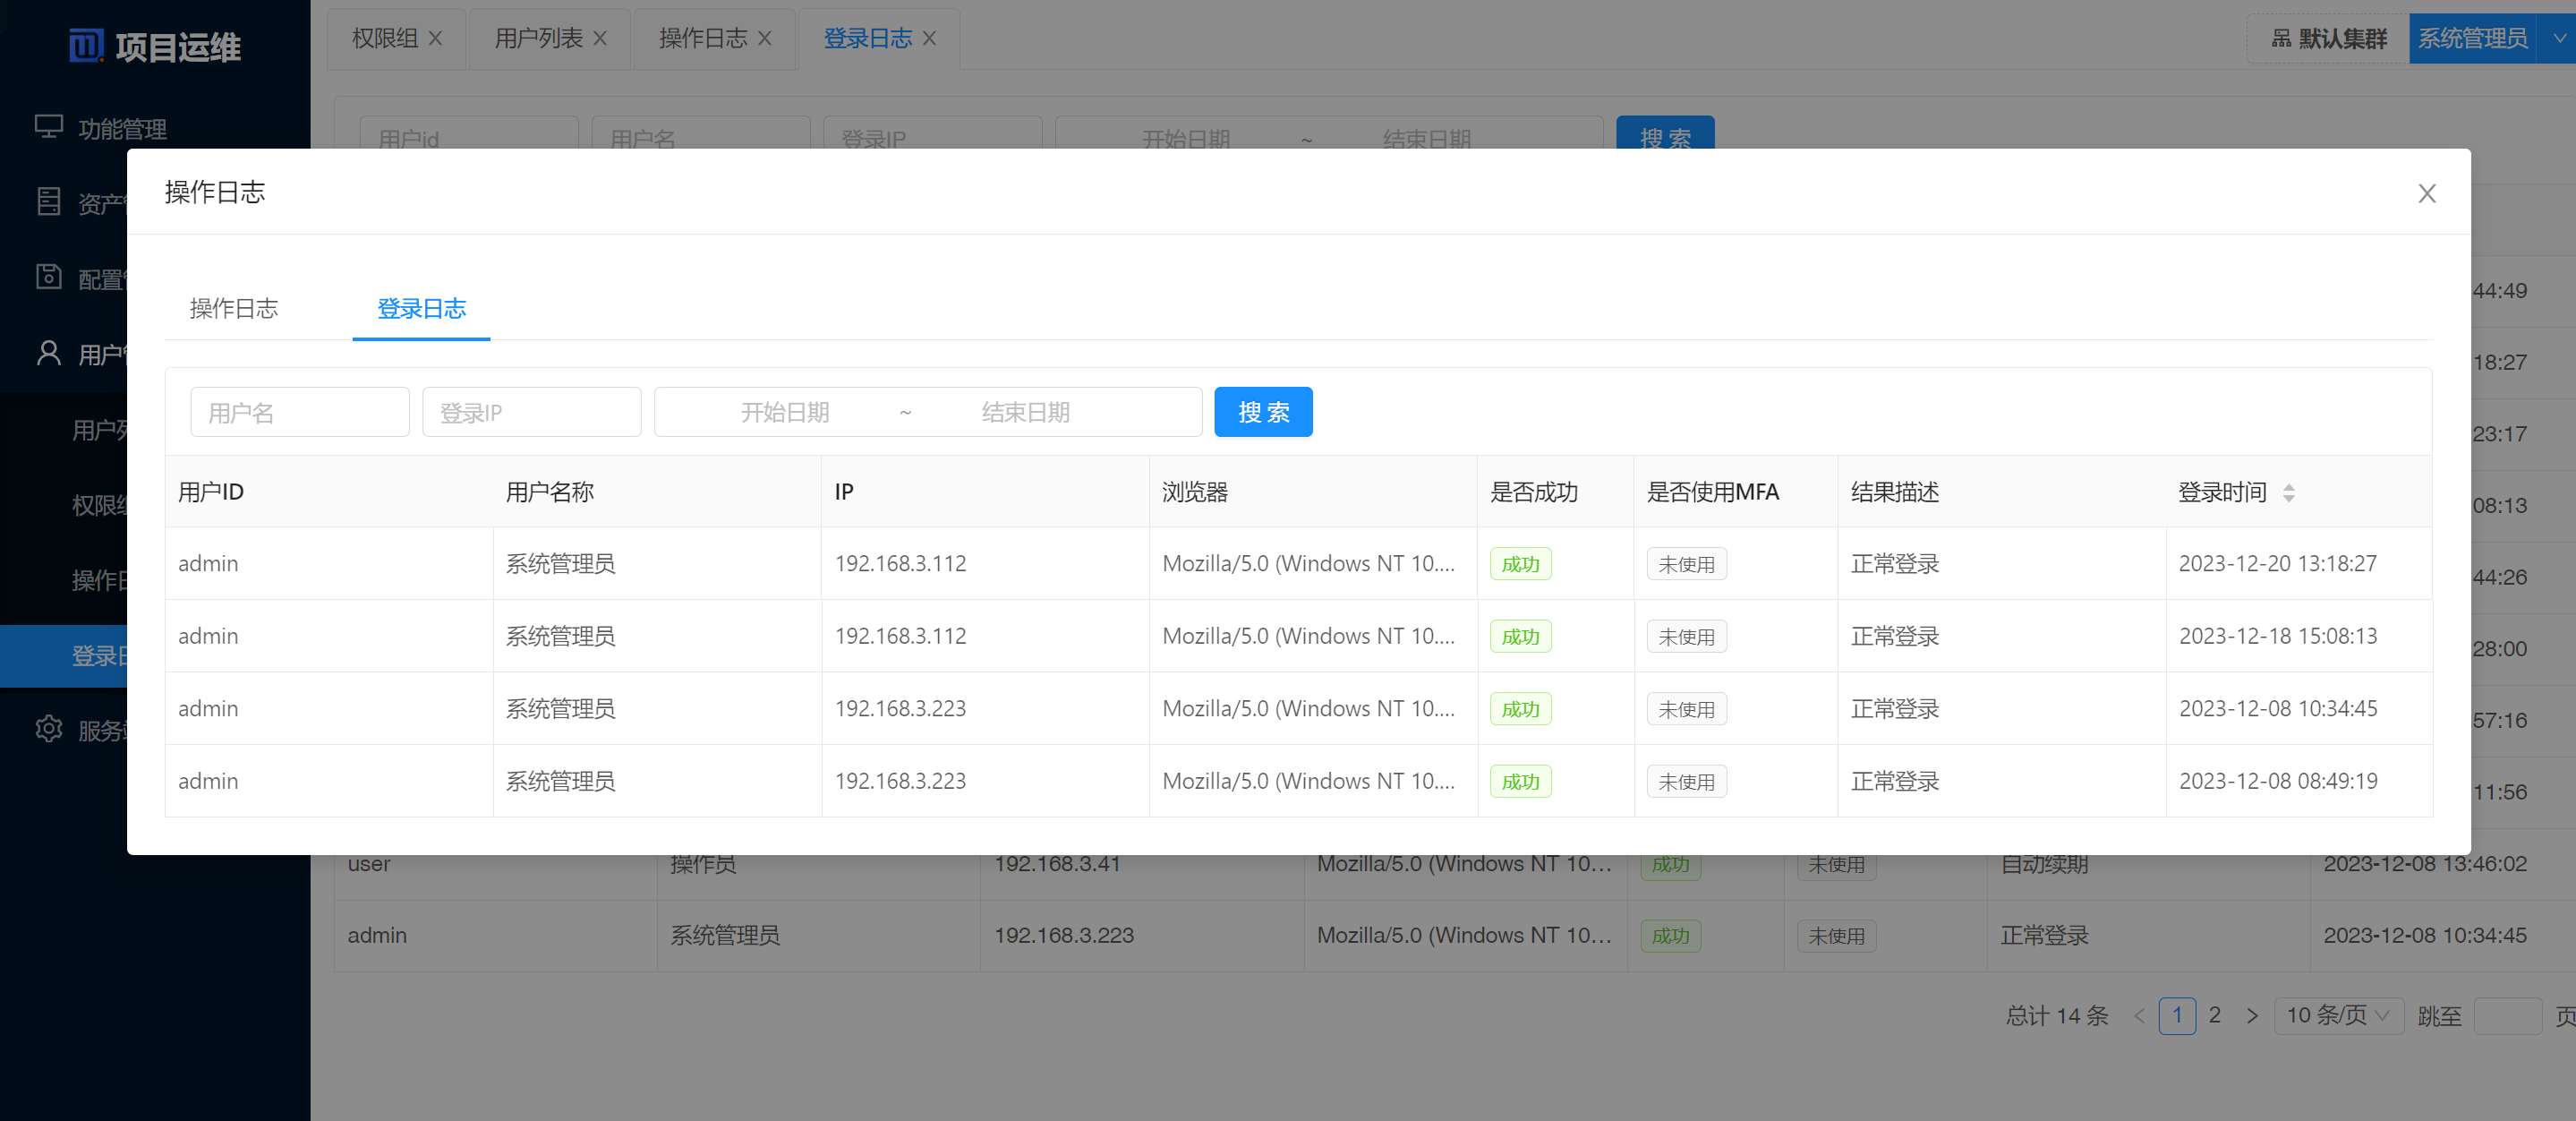 项目运维
权限组 X 用户列表 X 操作日志 X 登录日志 X
默认集群 系统管理员
功能管理
用户id 用户名 登录IP 开始日期 ~ 结束日期 搜 索
操作日志
资产
配置
用户
用户列
权限组
操作日
登录日
服务
操作日志 登录日志
用户名 登录IP 开始日期 ~ 结束日期 搜 索
用户ID 用户名称 IP 浏览器 是否成功 是否使用MFA 结果描述 登录时间
admin 系统管理员 192.168.3.112 Mozilla/5.0 (Windows NT 10.... 成功 未使用 正常登录 2023-12-20 13:18:27
admin 系统管理员 192.168.3.112 Mozilla/5.0 (Windows NT 10.... 成功 未使用 正常登录 2023-12-18 15:08:13
admin 系统管理员 192.168.3.223 Mozilla/5.0 (Windows NT 10.... 成功 未使用 正常登录 2023-12-08 10:34:45
admin 系统管理员 192.168.3.223 Mozilla/5.0 (Windows NT 10.... 成功 未使用 正常登录 2023-12-08 08:49:19
44:49
18:27
23:17
08:13
44:26
28:00
57:16
11:56
user 操作员 192.168.3.41 Mozilla/5.0 (Windows NT 10... 成功 未使用 自动续期 2023-12-08 13:46:02
admin 系统管理员 192.168.3.223 Mozilla/5.0 (Windows NT 10... 成功 未使用 正常登录 2023-12-08 10:34:45
总计 14 条 < 1 2 > 10 条/页 跳至 页